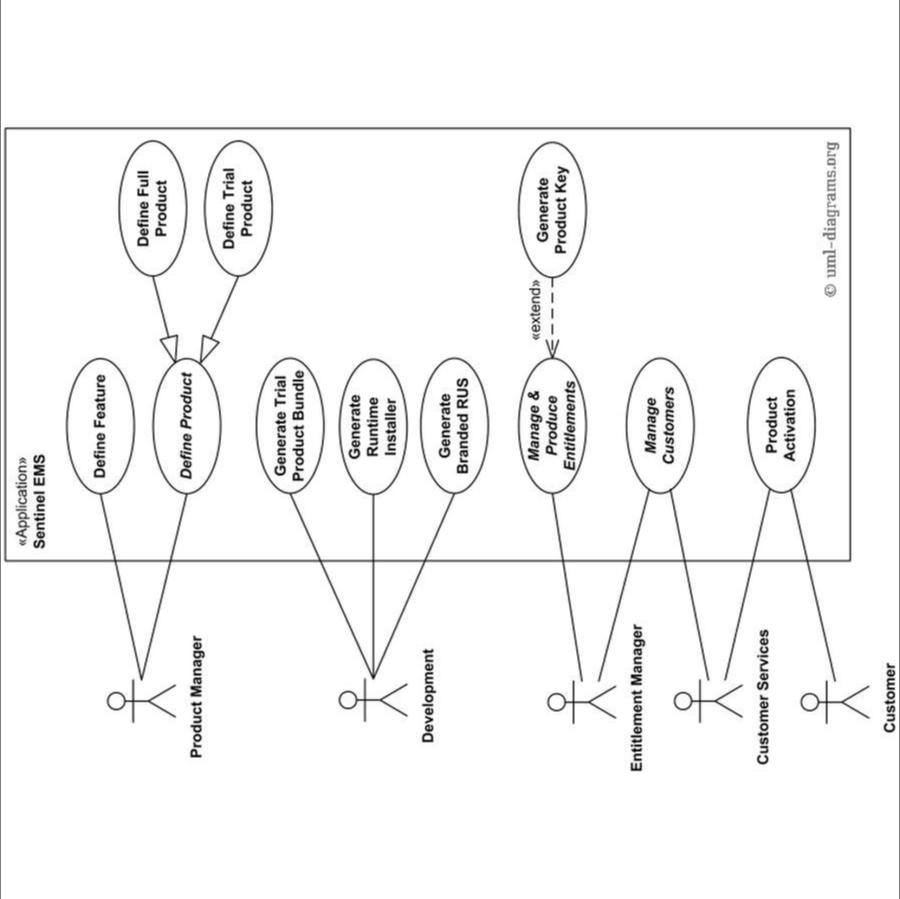 «Application»
Sentinel EMS
Product Manager
Define Feature
Define Product
Define Full
Product
Define Trial
Product
Development
Generate Trial
Product Bundle
Generate
Runtime
Installer
Generate
Branded RUS
Entitlement Manager
Manage &
Produce
Entitlements
«extend»
Generate
Product Key
Manage
Customers
Customer Services
Product
Activation
Customer
© uml-diagrams.org